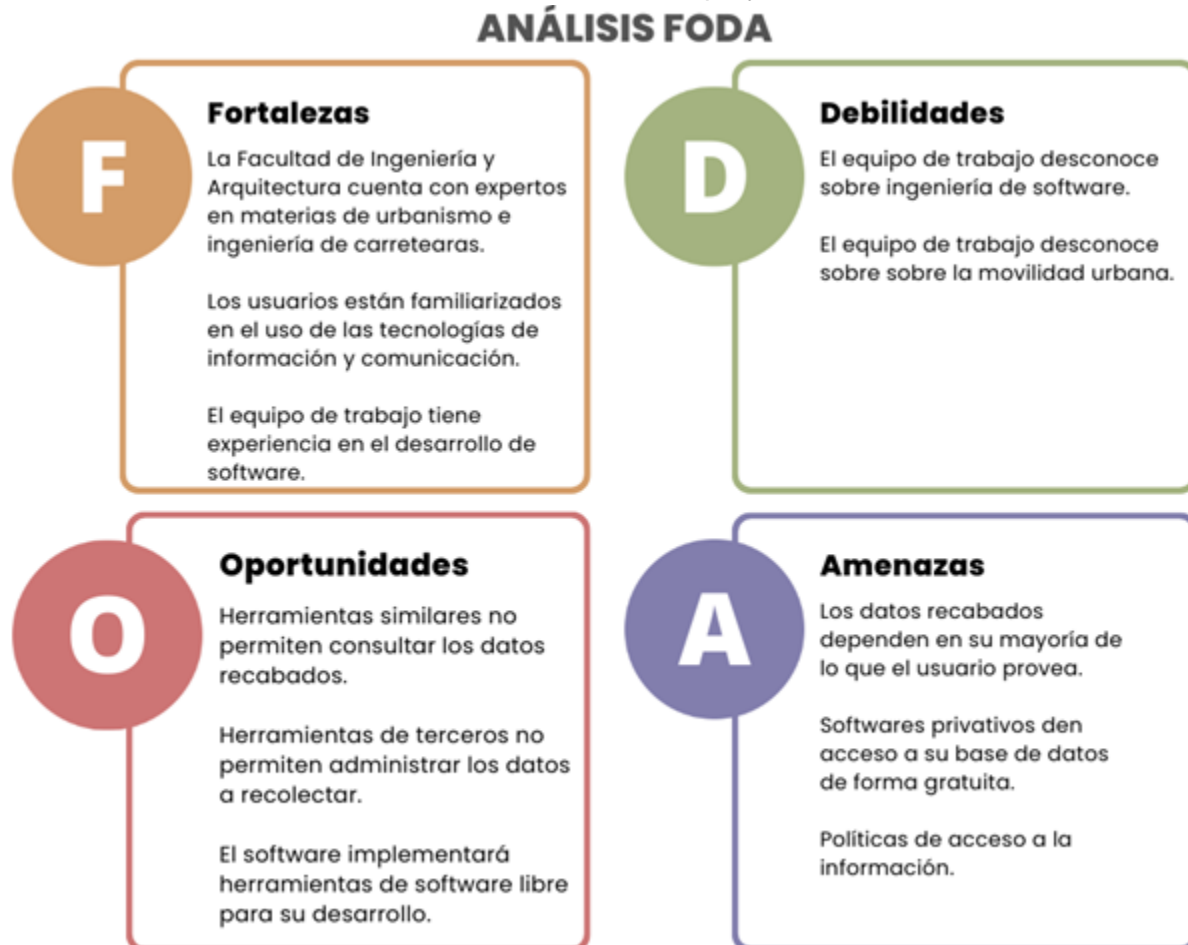 ANÁLISIS FODA
F
Fortalezas
La Facultad de Ingeniería y
Arquitectura cuenta con expertos
en materias de urbanismo e
ingeniería de carretearas.
Los usuarios están familiarizados
en el uso de las tecnologías de
información y comunicación.
El equipo de trabajo tiene
experiencia en el desarrollo de
software.
D
Debilidades
El equipo de trabajo desconoce
sobre ingeniería de software.
El equipo de trabajo desconoce
sobre sobre la movilidad urbana.
O
Oportunidades
Herramientas similares no
permiten consultar los datos
recabados.
Herramientas de terceros no
permiten administrar los datos
a recolectar.
El software implementará
herramientas de software libre
para su desarrollo.
A
Amenazas
Los datos recabados
dependen en su mayoría de
lo que el usuario provea.
Softwares privativos den
acceso a su base de datos
de forma gratuita.
Políticas de acceso a la
información.